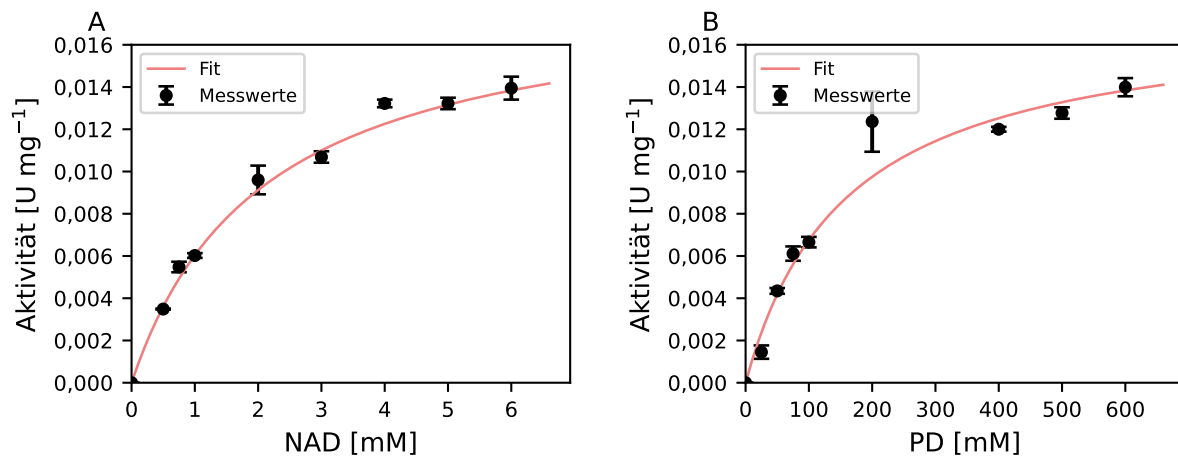 A
0,016
0,014
0,012
0,010
0,008
0,006
0,004
0,002
0,000
Aktivität [U mg⁻¹]
Fit
Messwerte
0 1 2 3 4 5 6
NAD [mM]
B
0,016
0,014
0,012
0,010
0,008
0,006
0,004
0,002
0,000
Aktivität [U mg⁻¹]
Fit
Messwerte
0 100 200 300 400 500 600
PD [mM]